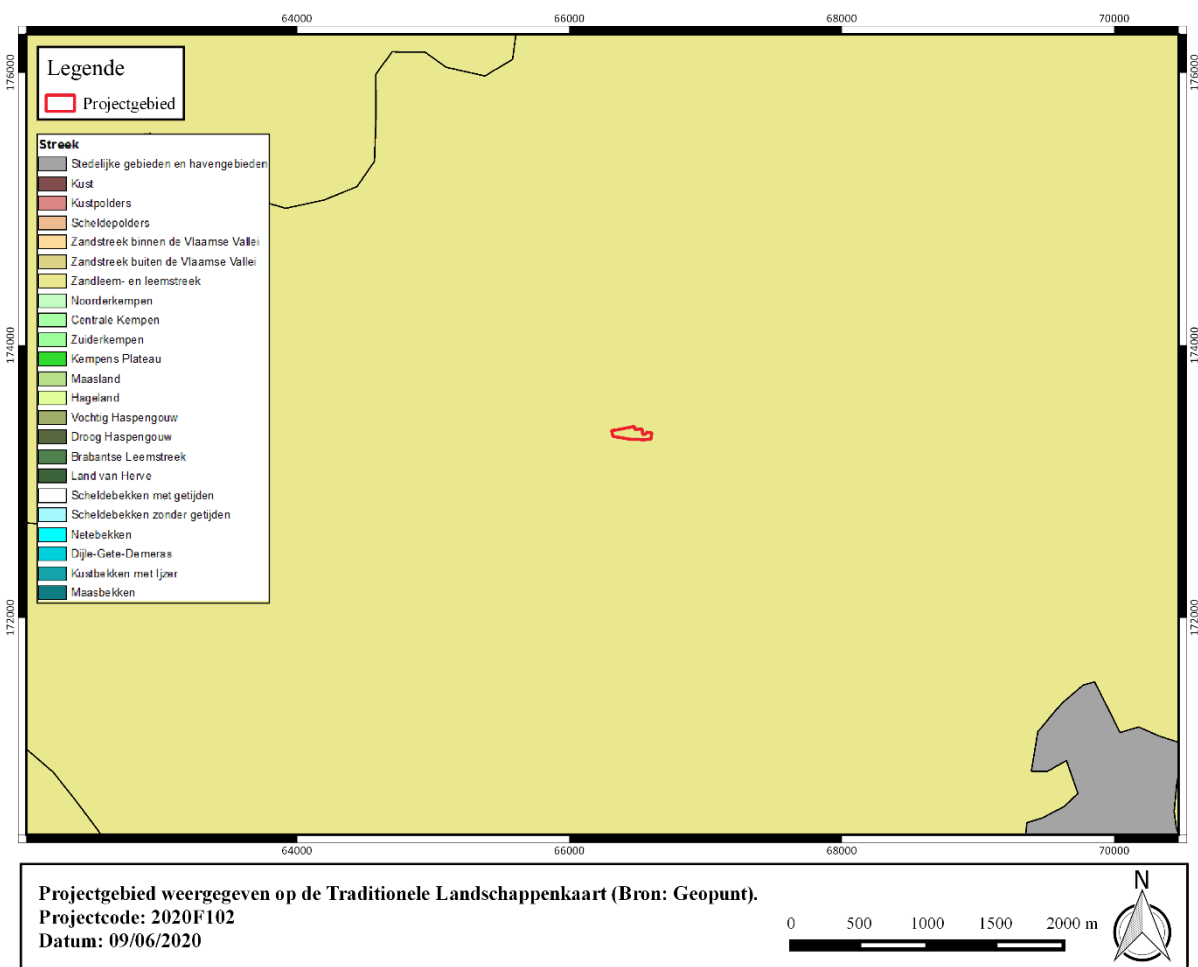 64000
66000
68000
70000
176000
176000
Legende
Projectgebied
Streek
Stedelijke gebieden en havengebieden
Kust
Kustpolders
Scheldepolders
Zandstreek binnen de Vlaamse Vallei
Zandstreek buiten de Vlaamse Vallei
Zandleem- en leemstreek
Noorderkempen
Centrale Kempen
Zuiderkempen
174000
174000
Kempens Plateau
Maasland
Hageland
Vochtig Haspengouw
Droog Haspengouw
Brabantse Leemstreek
Land van Herve
Scheldebekken met getijden
Scheldebekken zonder getijden
Netebekken
Dijle-Gete-Demeras
Kustbekken met Ijzer
Maasbekken
172000
172000
64000
66000
68000
70000
Projectgebied weergegeven op de Traditionele Landschappenkaart (Bron: Geopunt).
Projectcode: 2020F102
Datum: 09/06/2020
0 500 1000 1500 2000 m
N